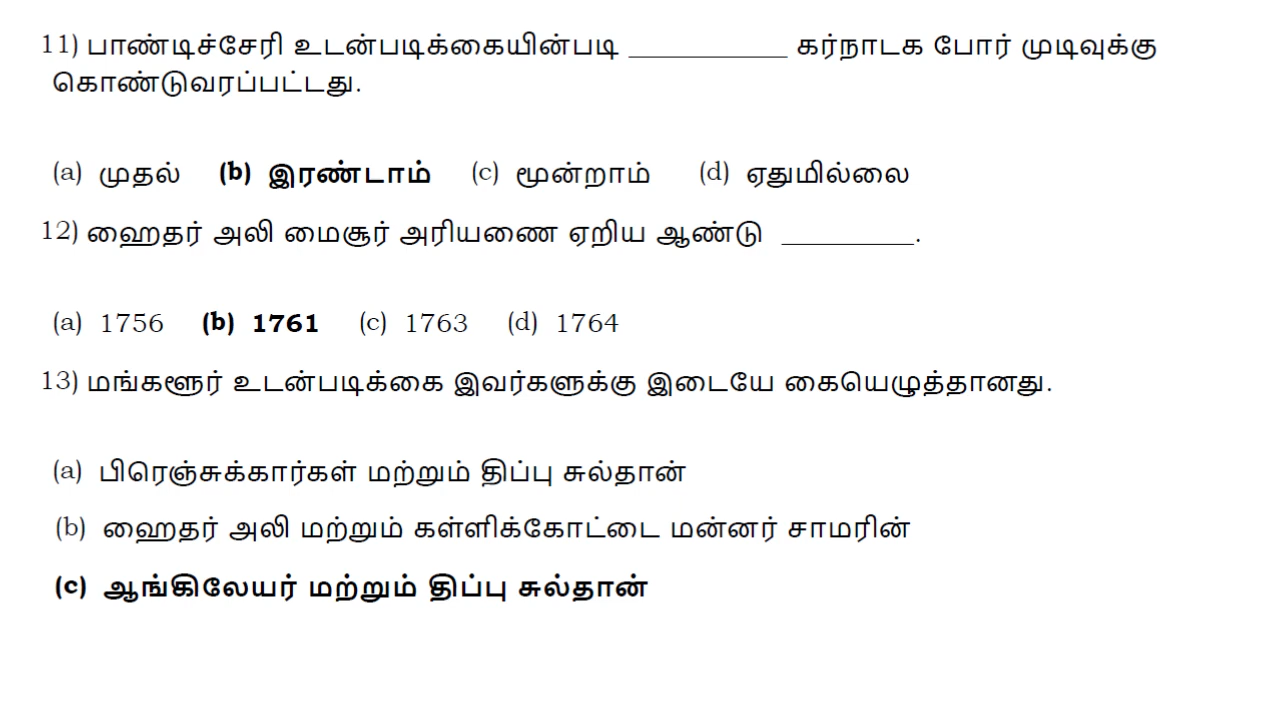 11) பாண்டிச்சேரி உடன்படிக்கையின்படி ____________ கர்நாடக போர் முடிவுக்கு
கொண்டுவரப்பட்டது.
(a) முதல் (b) இரண்டாம் (c) மூன்றாம் (d) ஏதுமில்லை
12) ஹைதர் அலி மைசூர் அரியணை ஏறிய ஆண்டு __________.
(a) 1756 (b) 1761 (c) 1763 (d) 1764
13) மங்களூர் உடன்படிக்கை இவர்களுக்கு இடையே கையெழுத்தானது.
(a) பிரெஞ்சுக்கார்கள் மற்றும் திப்பு சுல்தான்
(b) ஹைதர் அலி மற்றும் கள்ளிக்கோட்டை மன்னர் சாமரின்
(c) ஆங்கிலேயர் மற்றும் திப்பு சுல்தான்